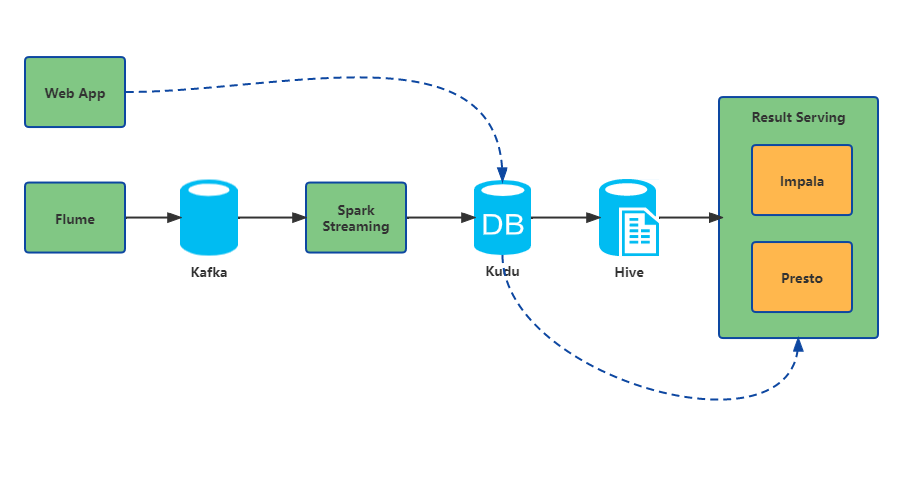 Web App
Result Serving
Impala
Flume
Spark
Streaming
DB
Kafka
Kudu
Hive
Presto